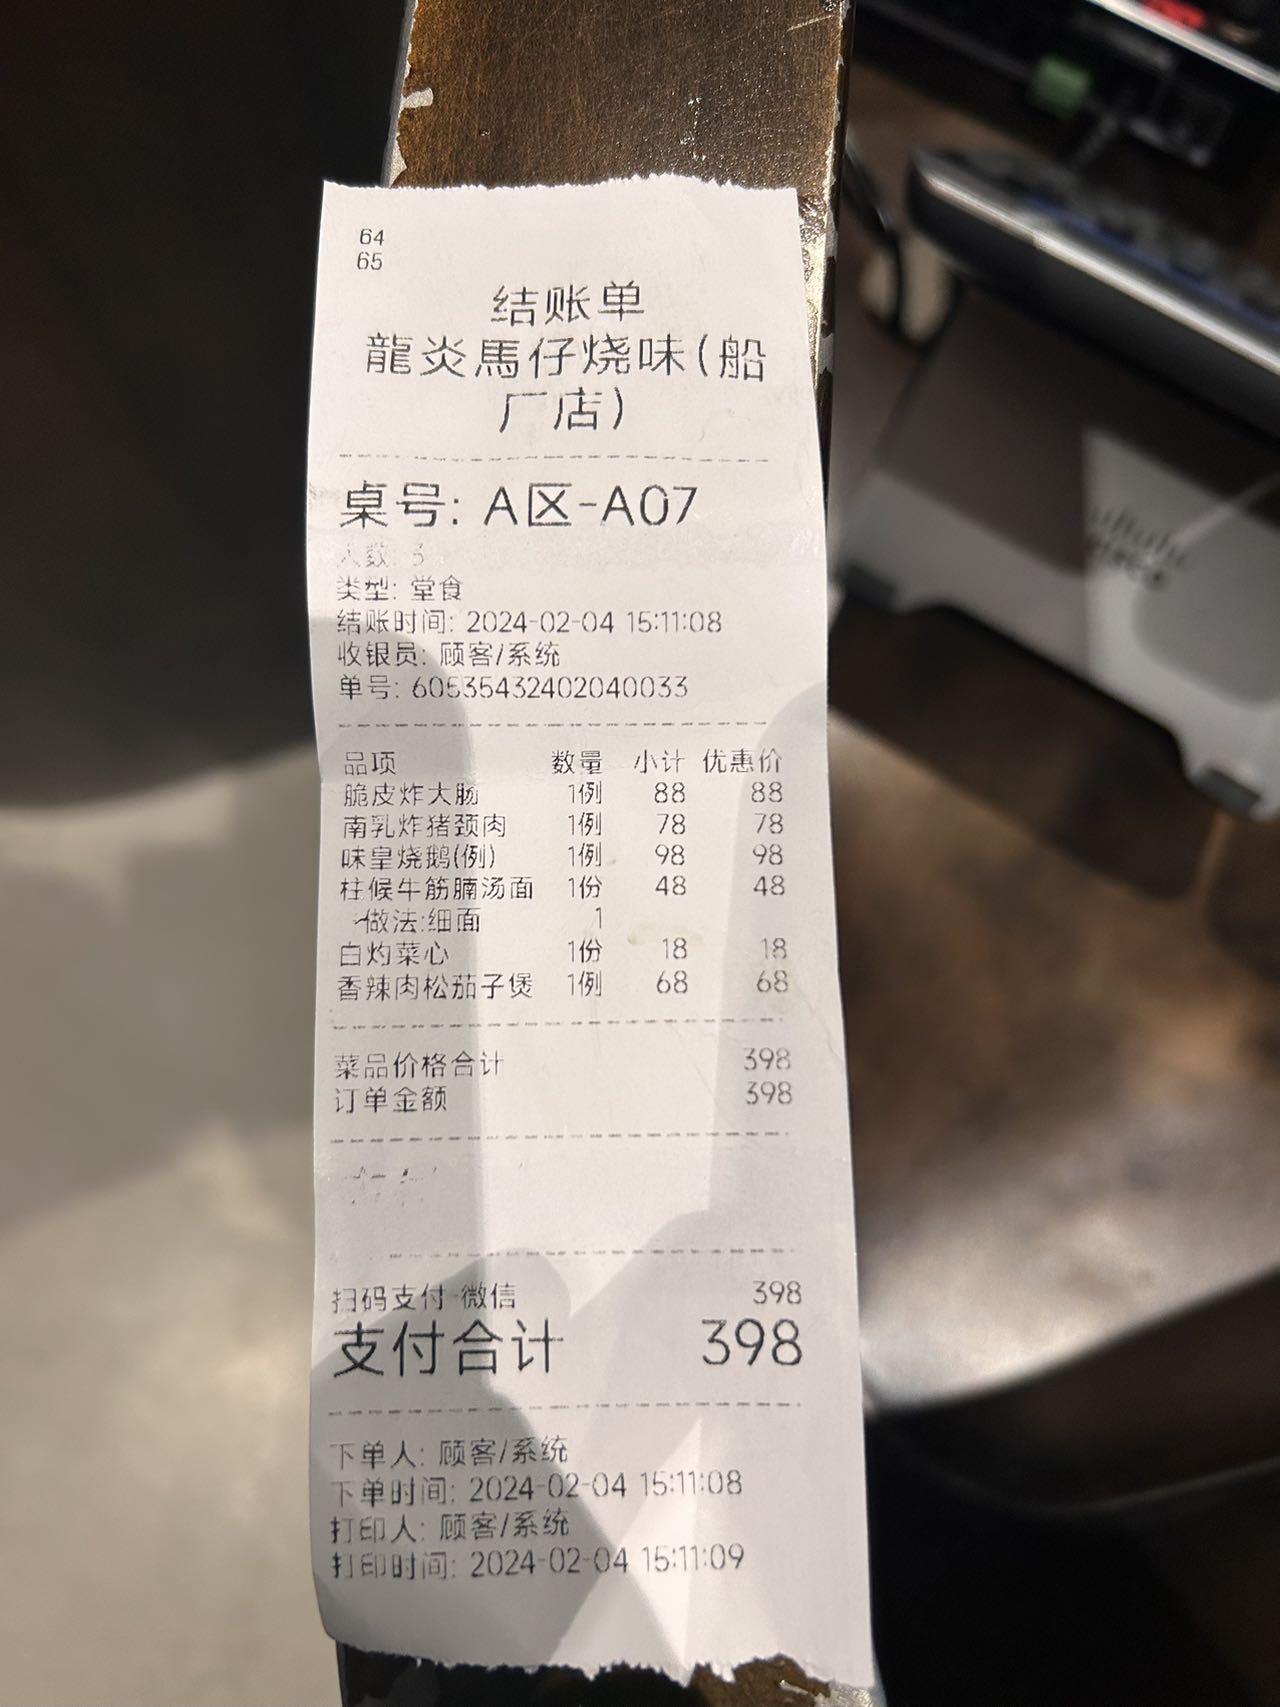 64
65
结账单
龍炎馬仔烧味(船
厂店)
桌号: A区-A07
人数: 3
类型: 堂食
结账时间: 2024-02-04 15:11:08
收银员: 顾客/系统
单号: 605354324020400​33
品项 数量 小计 优惠价
脆皮炸大肠 1例 88 88
南乳炸猪颈肉 1例 78 78
味皇烧鹅(例) 1例 98 98
柱候牛筋腩汤面 1份 48 48
-做法:细面 1
白灼菜心 1份 18 18
香辣肉松茄子煲 1例 68 68
菜品价格合计 398
订单金额 398
扫码支付-微信 398
支付合计 398
下单人: 顾客/系统
下单时间: 2024-02-04 15:11:08
打印人: 顾客/系统
打印时间: 2024-02-04 15:11:09